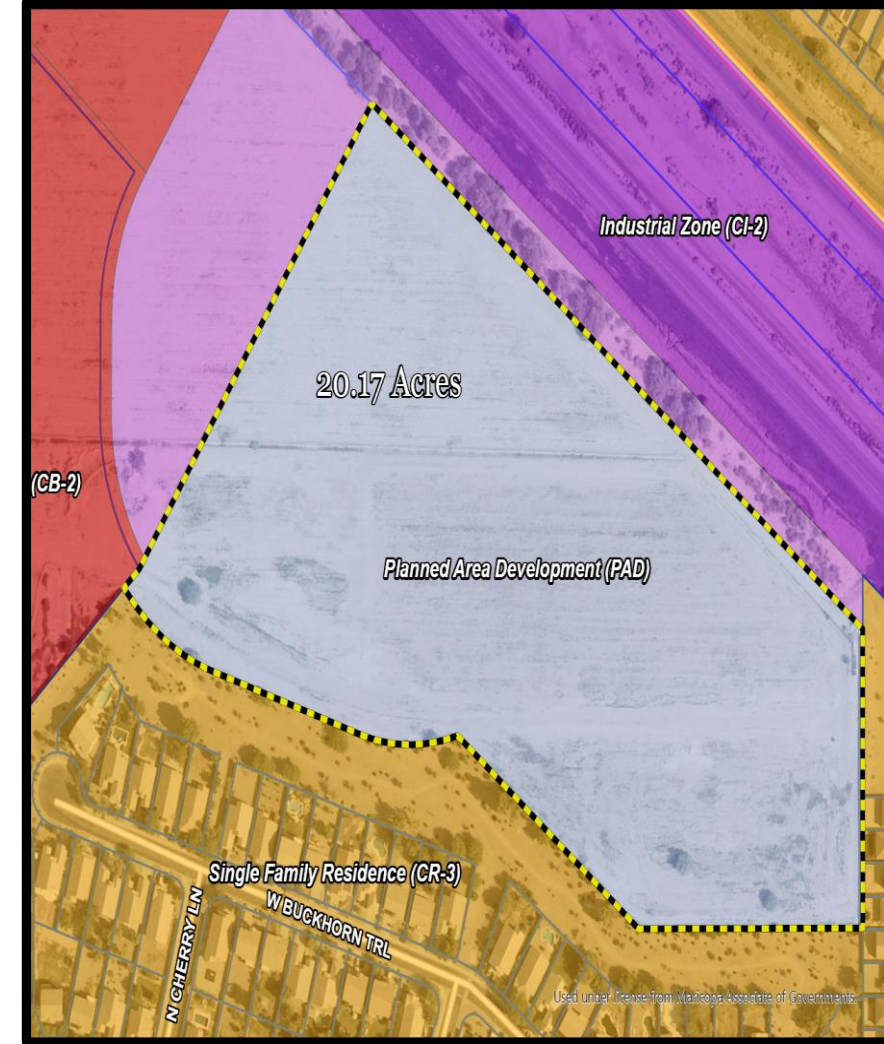 Industrial Zone (CI-2)
20.17 Acres
(CB-2)
Planned Area Development (PAD)
Single Family Residence (CR-3)
W BUCKHORN TRL
N CHERRY LN
Used under license from Maricopa Associate of Governments.